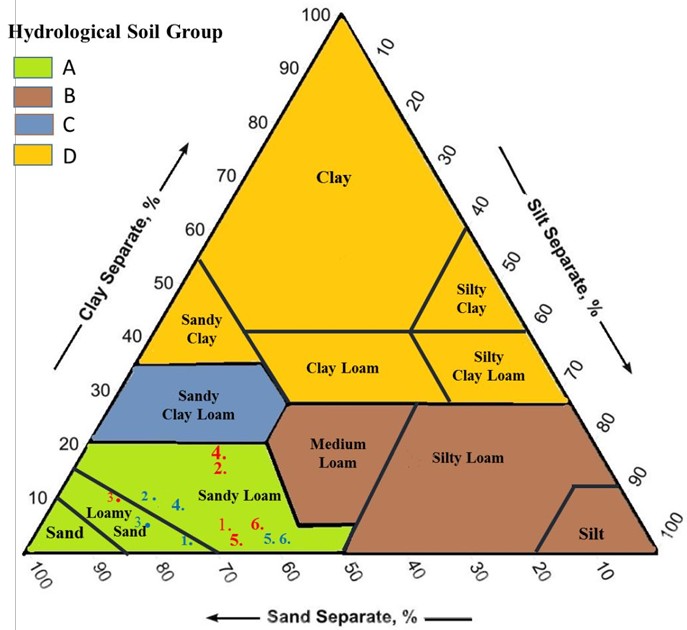 Hydrological Soil Group
A
B
C
D
100
90
80
70
60
50
40
30
20
10
Clay Separate, %
10
20
30
40
50
60
70
80
90
100
Silt Separate, %
Clay
Silty
Clay
Sandy
Clay
Clay Loam
Silty
Clay Loam
Sandy
Clay Loam
Medium
Loam
Silty Loam
4.
2.
Sandy Loam
3.
2.
4.
Loamy
Sand
3.
1.
6.
5.
1.
5.
6.
Sand
Silt
100
90
80
70
60
50
40
30
20
10
Sand Separate, %